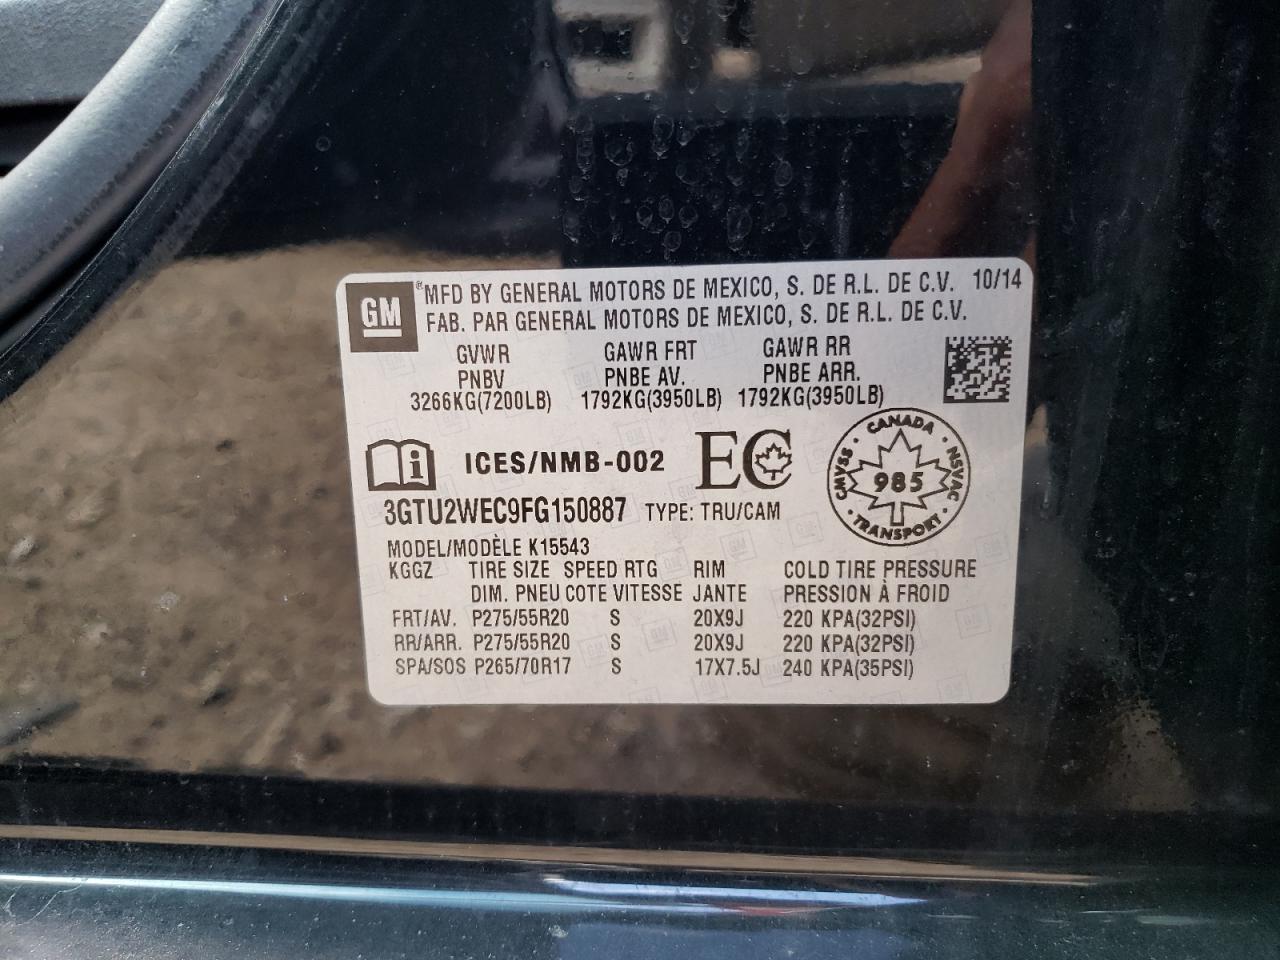 GM
® MFD BY GENERAL MOTORS DE MEXICO, S. DE R.L. DE C.V. 10/14
FAB. PAR GENERAL MOTORS DE MEXICO, S. DE R.L. DE C.V.
GVWR GAWR FRT GAWR RR
PNBV PNBE AV. PNBE ARR.
3266KG(7200LB) 1792KG(3950LB) 1792KG(3950LB)
i ICES/NMB-002 EC
CANADA
CMVSS 985 NSVAC
TRANSPORT
3GTU2WEC9FG150887 TYPE: TRU/CAM
MODEL/MODÈLE K15543
KGGZ TIRE SIZE SPEED RTG RIM COLD TIRE PRESSURE
DIM. PNEU COTE VITESSE JANTE PRESSION À FROID
FRT/AV. P275/55R20 S 20X9J 220 KPA(32PSI)
RR/ARR. P275/55R20 S 20X9J 220 KPA(32PSI)
SPA/SOS P265/70R17 S 17X7.5J 240 KPA(35PSI)